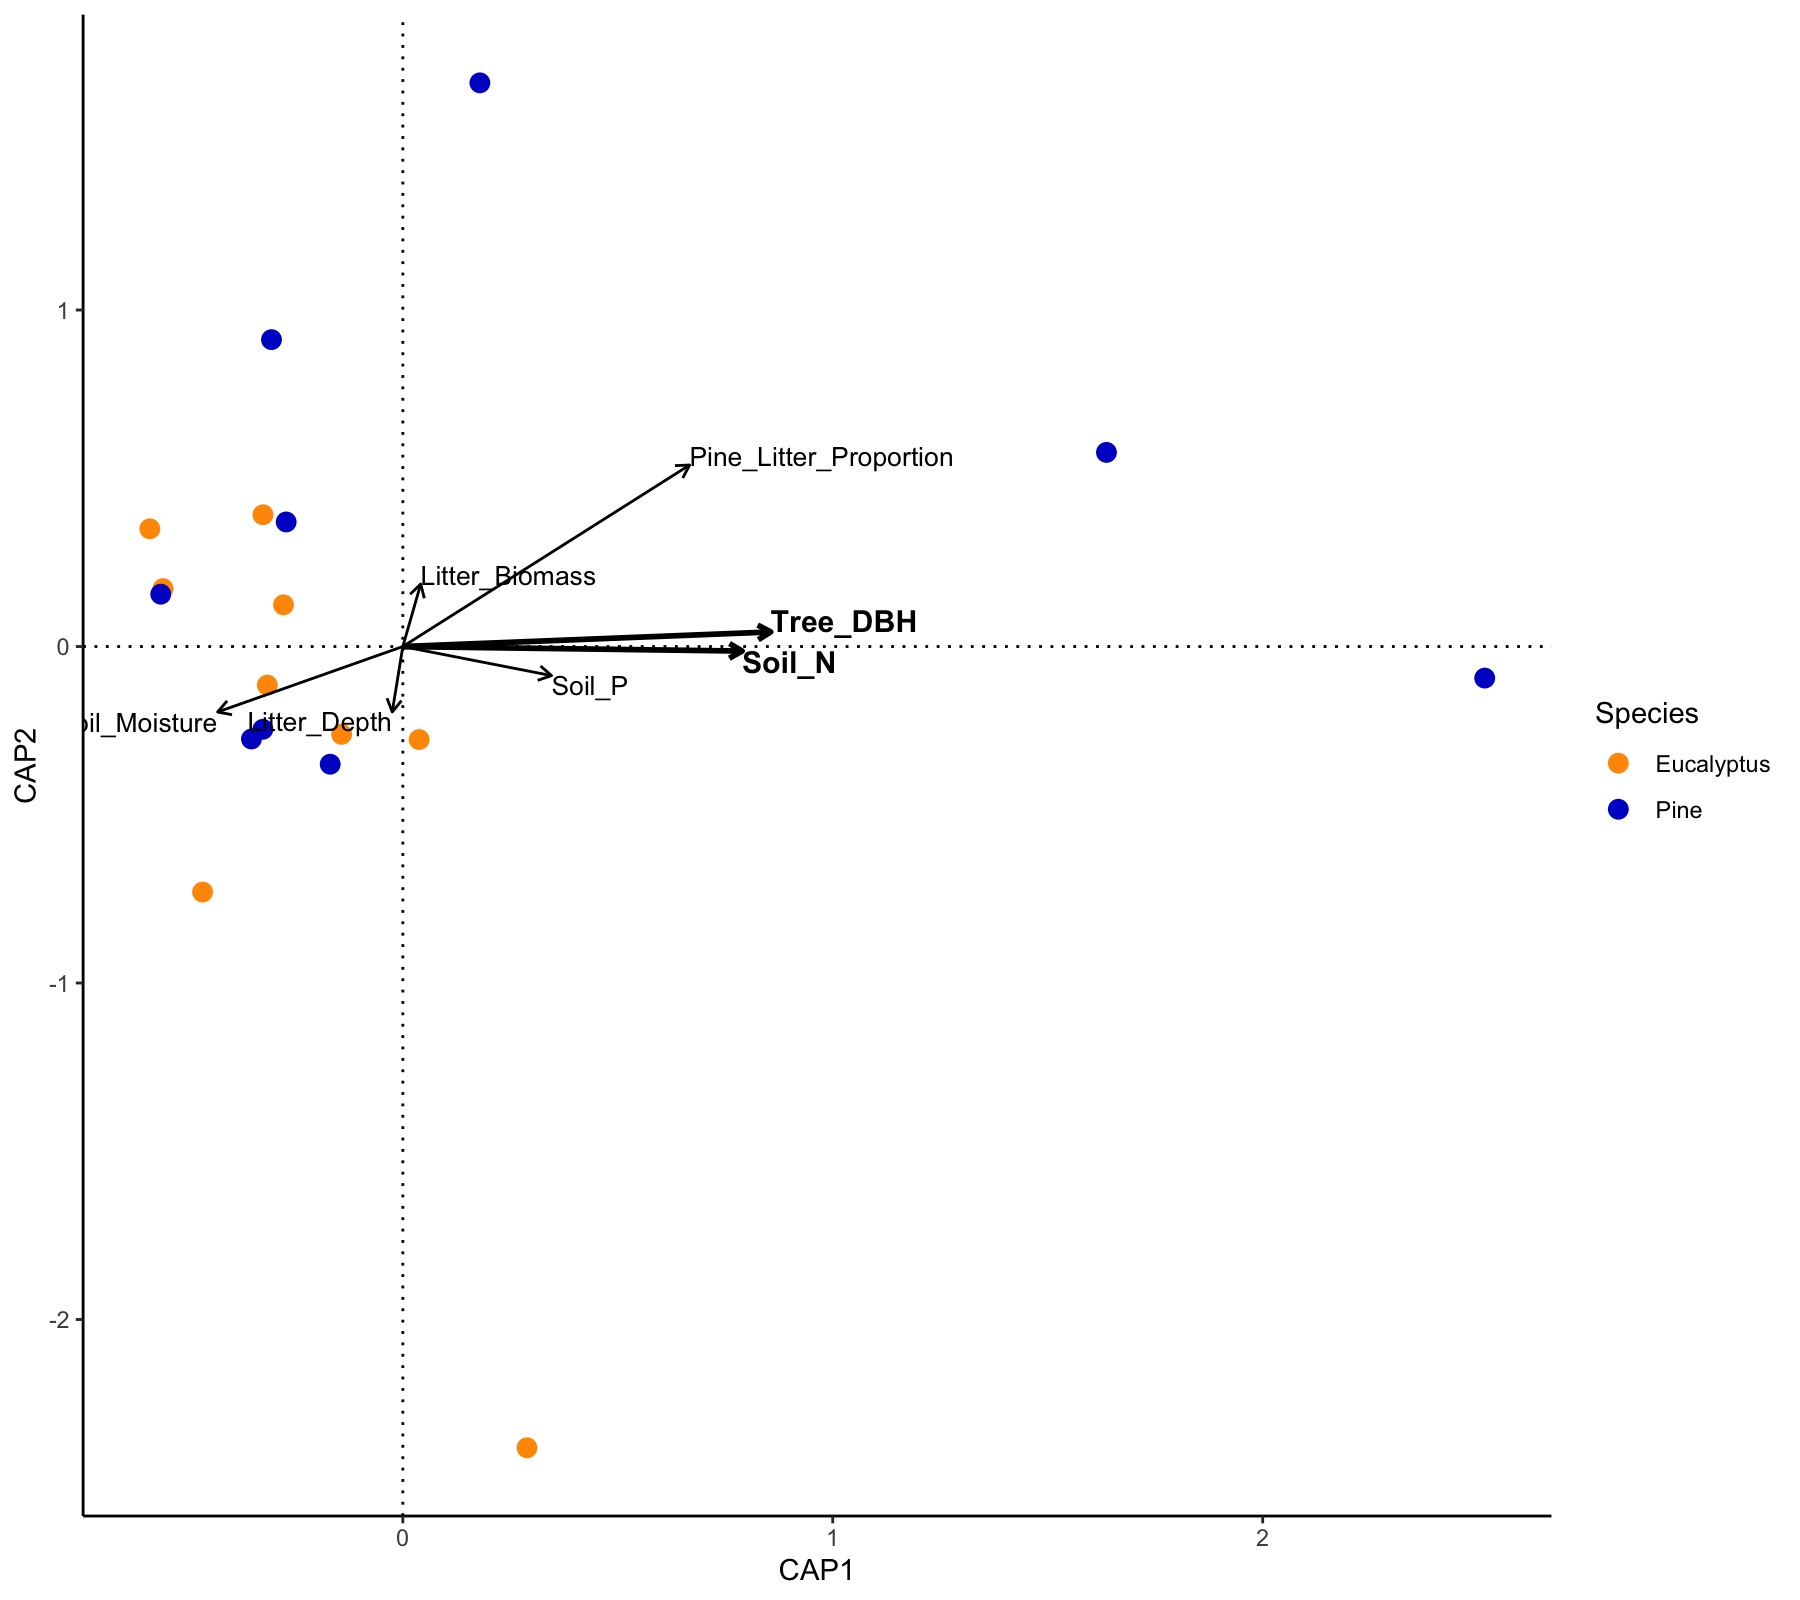 1
Pine_Litter_Proportion
Litter_Biomass
Tree_DBH
0
Soil_N
Soil_P
oil_Moisture
Litter_Depth
CAP2
Species
Eucalyptus
Pine
-1
-2
0
1
2
CAP1